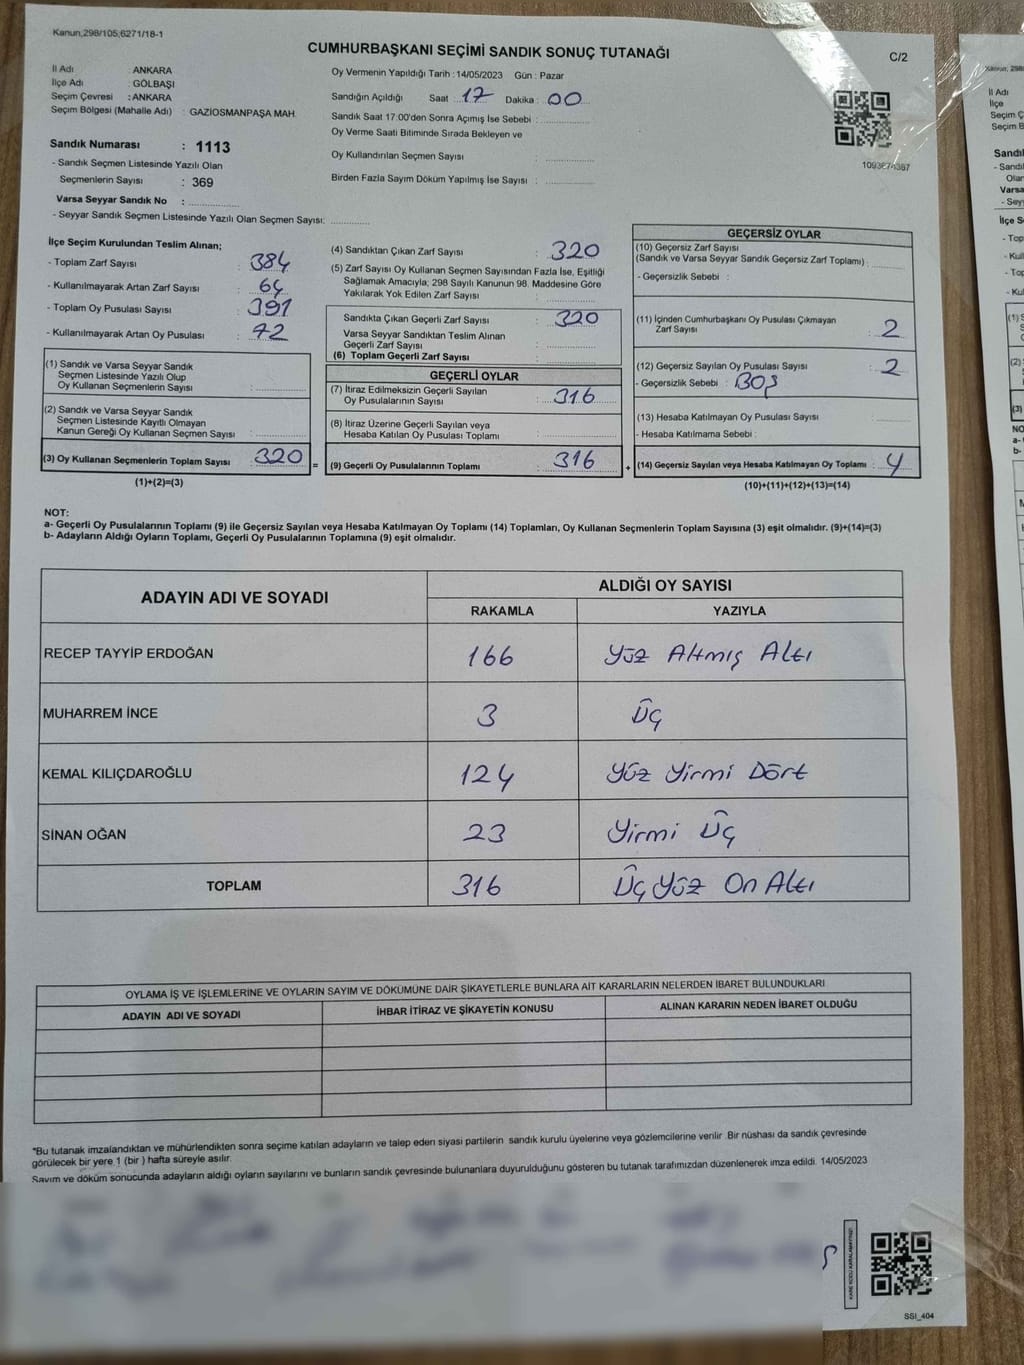 Kanun,298/105;6271/18-1
CUMHURBAŞKANI SEÇİMİ SANDIK SONUÇ TUTANAĞI
C/2
İl Adı : ANKARA
İlçe Adı : GÖLBAŞI
Seçim Çevresi : ANKARA
Seçim Bölgesi (Mahalle Adı) : GAZİOSMANPAŞA MAH.
Oy Vermenin Yapıldığı Tarih : 14/05/2023 Gün : Pazar
Sandığın Açıldığı Saat : 17 Dakika : 00
Sandık Saat 17:00'den Sonra Açımış İse Sebebi :
Oy Verme Saati Bitiminde Sırada Bekleyen ve
Oy Kullandırılan Seçmen Sayısı :
Birden Fazla Sayım Döküm Yapılmış İse Sayısı :
Sandık Numarası : 1113
- Sandık Seçmen Listesinde Yazılı Olan
Seçmenlerin Sayısı : 369
Varsa Seyyar Sandık No :
- Seyyar Sandık Seçmen Listesinde Yazılı Olan Seçmen Sayısı:
İlçe Seçim Kurulundan Teslim Alınan;
- Toplam Zarf Sayısı : 384
- Kullanılmayarak Artan Zarf Sayısı : 64
- Toplam Oy Pusulası Sayısı : 391
- Kullanılmayarak Artan Oy Pusulası : 72
(1) Sandık ve Varsa Seyyar Sandık
Seçmen Listesinde Yazılı Olup
Oy Kullanan Seçmenlerin Sayısı :
(2) Sandık ve Varsa Seyyar Sandık
Seçmen Listesinde Kayıtlı Olmayan
Kanun Gereği Oy Kullanan Seçmen Sayısı :
(3) Oy Kullanan Seçmenlerin Toplam Sayısı : 320
(1)+(2)=(3)
(4) Sandıktan Çıkan Zarf Sayısı : 320
(5) Zarf Sayısı Oy Kullanan Seçmen Sayısından Fazla İse, Eşitliği
Sağlamak Amacıyla; 298 Sayılı Kanunun 98. Maddesine Göre
Yakılarak Yok Edilen Zarf Sayısı :
Sandıkta Çıkan Geçerli Zarf Sayısı : 320
Varsa Seyyar Sandıktan Teslim Alınan
Geçerli Zarf Sayısı :
(6) Toplam Geçerli Zarf Sayısı :
GEÇERLİ OYLAR
(7) İtiraz Edilmeksizin Geçerli Sayılan
Oy Pusulalarının Sayısı : 316
(8) İtiraz Üzerine Geçerli Sayılan veya
Hesaba Katılan Oy Pusulası Toplamı :
= (9) Geçerli Oy Pusulalarının Toplamı : 316
GEÇERSİZ OYLAR
(10) Geçersiz Zarf Sayısı
(Sandık ve Varsa Seyyar Sandık Geçersiz Zarf Toplamı) :
- Geçersizlik Sebebi :
(11) İçinden Cumhurbaşkanı Oy Pusulası Çıkmayan
Zarf Sayısı : 2
(12) Geçersiz Sayılan Oy Pusulası Sayısı : 2
- Geçersizlik Sebebi : BOŞ
(13) Hesaba Katılmayan Oy Pusulası Sayısı
- Hesaba Katılmama Sebebi :
+ (14) Geçersiz Sayılan veya Hesaba Katılmayan Oy Toplamı : 4
(10)+(11)+(12)+(13)=(14)
NOT:
a- Geçerli Oy Pusulalarının Toplamı (9) ile Geçersiz Sayılan veya Hesaba Katılmayan Oy Toplamı (14) Toplamları, Oy Kullanan Seçmenlerin Toplam Sayısına (3) eşit olmalıdır. (9)+(14)=(3)
b- Adayların Aldığı Oyların Toplamı, Geçerli Oy Pusulalarının Toplamına (9) eşit olmalıdır.
ADAYIN ADI VE SOYADI
ALDIĞI OY SAYISI
RAKAMLA YAZIYLA
RECEP TAYYİP ERDOĞAN 166 Yüz Altmış Altı
MUHARREM İNCE 3 Üç
KEMAL KILIÇDAROĞLU 124 Yüz Yirmi Dört
SİNAN OĞAN 23 Yirmi Üç
TOPLAM 316 Üç Yüz On Altı
OYLAMA İŞ VE İŞLEMLERİNE VE OYLARIN SAYIM VE DÖKÜMÜNE DAİR ŞİKAYETLERLE BUNLARA AİT KARARLARIN NELERDEN İBARET BULUNDUKLARI
ADAYIN ADI VE SOYADI İHBAR İTİRAZ VE ŞİKAYETİN KONUSU ALINAN KARARIN NEDEN İBARET OLDUĞU
*Bu tutanak imzalandıktan ve mühürlendikten sonra seçime katılan adayların ve talep eden siyasi partilerin sandık kurulu üyelerine veya gözlemcilerine verilir .Bir nüshası da sandık çevresinde
görülecek bir yere 1 (bir ) hafta süreyle asılır.
Sayım ve döküm sonucunda adayların aldığı oyların sayılarını ve bunların sandık çevresinde bulunanlara duyurulduğunu gösteren bu tutanak tarafımızdan düzenlenerek imza edildi. 14/05/2023
SSI_404